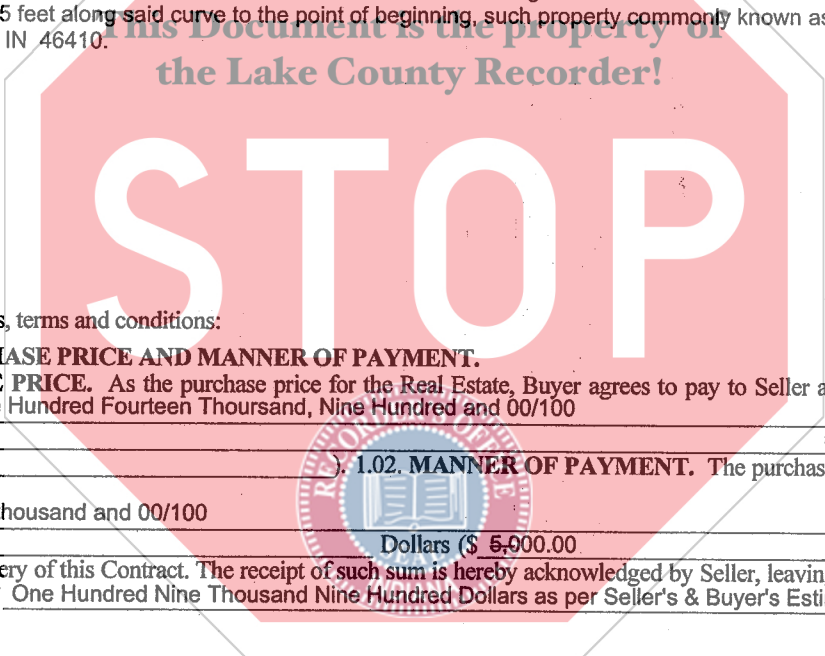 5 feet along said curve to the point of beginning, such property commonly known as
This Document is the property of
IN 46410.
the Lake County Recorder!
STOP
s, terms and conditions:
ASE PRICE AND MANNER OF PAYMENT.
PRICE. As the purchase price for the Real Estate, Buyer agrees to pay to Seller a
Hundred Fourteen Thoursand, Nine Hundred and 00/100
). 1.02. MANNER OF PAYMENT. The purchas
RECORDER'S OFFICE
housand and 00/100
Dollars ($ 5,000.00
SEAL
ery of this Contract. The receipt of such sum is hereby acknowledged by Seller, leavin
One Hundred Nine Thousand Nine Hundred Dollars as per Seller's & Buyer's Esti